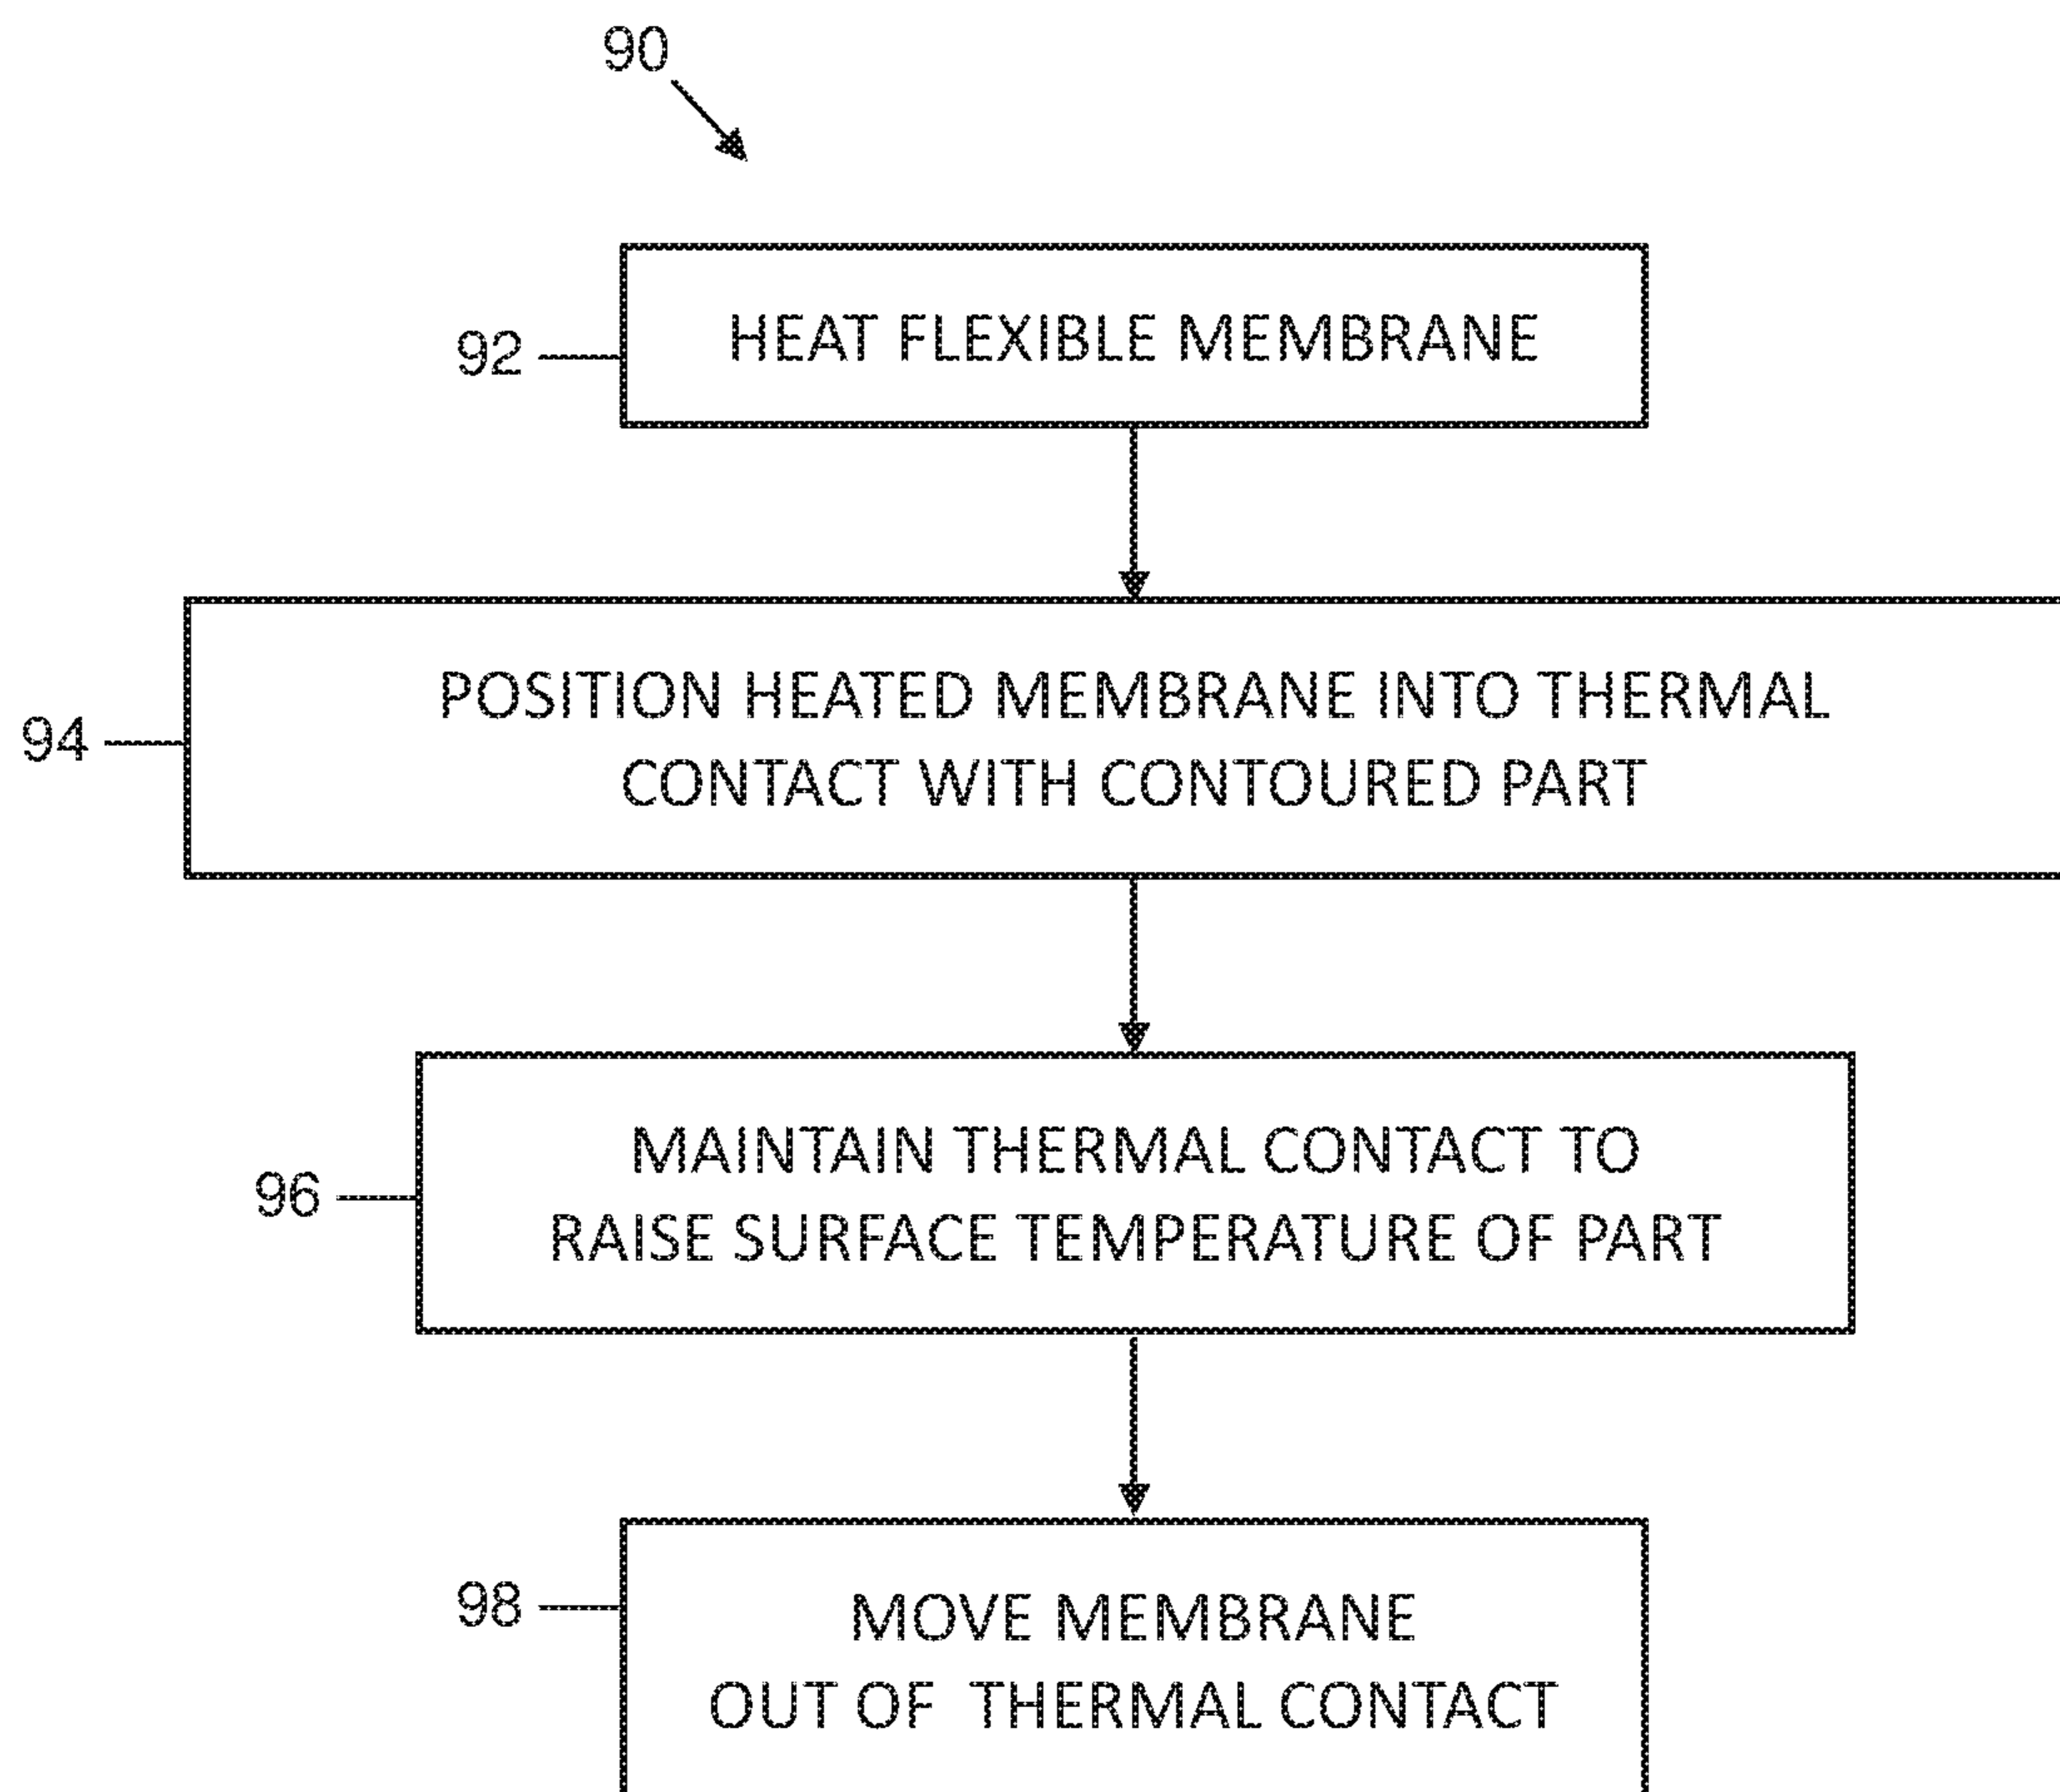 90
92
HEAT FLEXIBLE MEMBRANE
94
POSITION HEATED MEMBRANE INTO THERMAL
CONTACT WITH CONTOURED PART
96
MAINTAIN THERMAL CONTACT TO
RAISE SURFACE TEMPERATURE OF PART
98
MOVE MEMBRANE
OUT OF THERMAL CONTACT